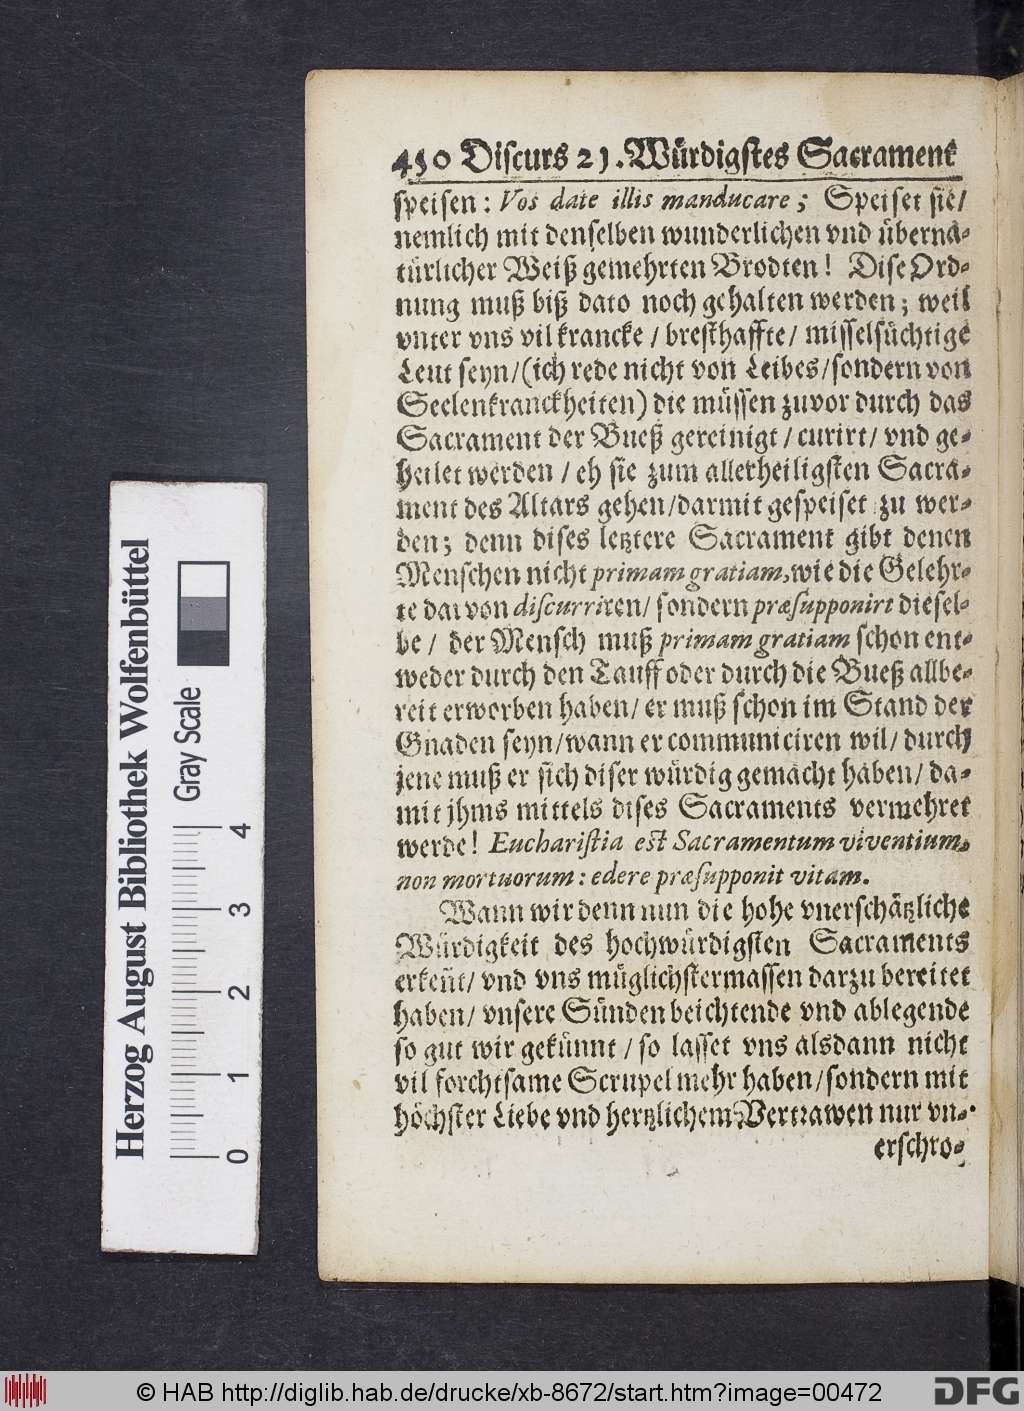 450 Discurs 21. Würdigstes Sacrament
speisen: Vos date illis manducare; Speiset sie/
nemlich mit denselben wunderlichen vnd überna-
türlicher Weiß gemehrten Brodten! Dise Ord-
nung muß biß dato noch gehalten werden; weil
vnter vns vil krancke / bresthaffte / misselsüchtige
Leut seyn/(ich rede nicht von Leibes/sondern von
Seelenkranckheiten) die müssen zuvor durch das
Sacrament der Bueß gereinigt / curirt / vnd ge-
heilet werden / eh sie zum allerheiligsten Sacra-
ment des Altars gehen/darmit gespeiset zu wer-
den; denn dises letztere Sacrament gibt denen
Menschen nicht primam gratiam, wie die Gelehr-
te darvon discurriren/ sondern præsupponirt diesel-
be / der Mensch muß primam gratiam schon ent-
weder durch den Tauff oder durch die Bueß allbe-
reit erworben haben/ er muß schon im Stand der
Gnaden seyn/wann er communiciren wil/ durch
jene muß er sich diser würdig gemacht haben/ da-
mit jhms mittels dises Sacraments vermehret
werde! Eucharistia est Sacramentum viventium,
non mortuorum: edere præsupponit vitam.
Wann wir denn nun die hohe vnerschätzliche
Würdigkeit des hochwürdigsten Sacraments
erkeñt/ vnd vns müglichstermassen darzu bereitet
haben/ vnsere Sünden beichtende vnd ablegende
so gut wir gekünnt / so lasset vns alsdann nicht
vil forchtsame Scrupel mehr haben/sondern mit
höchster Liebe vnd hertzlichem Vertrawen nur vn-
erschro-
Herzog August Bibliothek Wolfenbüttel
Gray Scale
0 1 2 3 4
© HAB http://diglib.hab.de/drucke/xb-8672/start.htm?image=00472
DFG